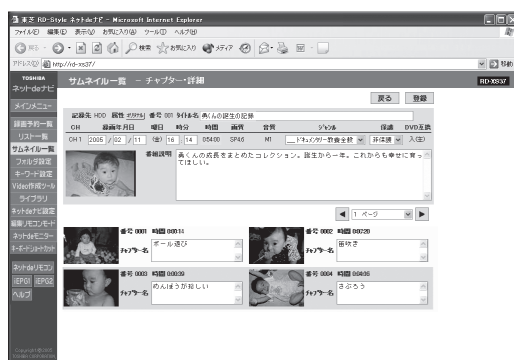 東芝 RD-Style ネットdeナビ - Microsoft Internet Explorer
ファイル(F) 編集(E) 表示(V) お気に入り(A) ツール(T) ヘルプ(H)
戻る 検索 お気に入り メディア
アドレス(D) http://rd-xs37/ 移動
TOSHIBA
ネットdeナビ
サムネイル一覧 - チャプター・詳細 RD-XS37
メインメニュー
録画予約一覧
リスト一覧
サムネイル一覧
フォルダ設定
キーワード設定
Video作成ツール
ライブラリ
ネットdeナビ設定
編集リモコンモード
ネットdeモニター
キーボードショートカット
ネットdeリモコン
iEPG1 iEPG2
ヘルプ
戻る 登録
記録先 HDD 属性 オリジナル 番号 001 タイトル名 勇くんの誕生の記録
CH 録画年月日 曜日 時分 時間 画質 音質 ジャンル 保護 DVD互換
CH1 2005 / 02 / 11 (金) 16 : 14 0:54:00 SP4.6 M1 ドキュメンタリー・教養全般 非保護 入(主)
番組説明 勇くんの成長をまとめたコレクション。誕生から一年。これからも幸せに育ってほしい。
1 ページ
番号 0001 時間 0:00:14
チャプター名 ボール遊び
番号 0002 時間 0:07:28
チャプター名 笛吹き
番号 0003 時間 0:00:39
チャプター名 めんぼうが欲しい
番号 0004 時間 0:04:06
チャプター名 さぶろう